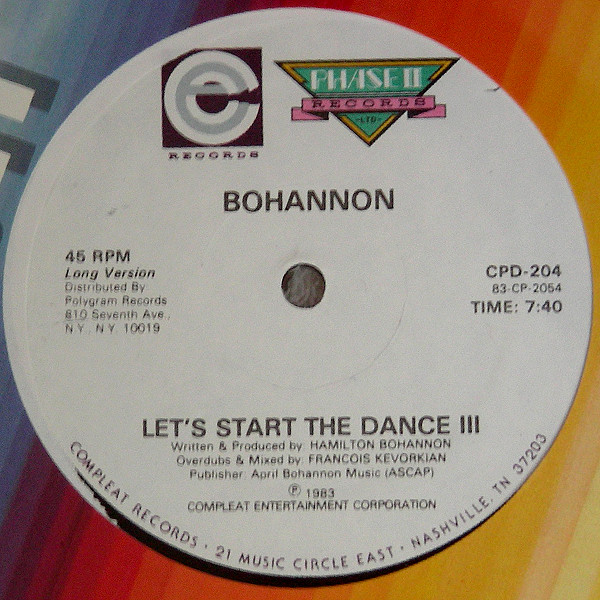 RECORDS
PHASE II
RECORDS
-LTD-
BOHANNON
45 RPM
Long Version
Distributed By
Polygram Records
810 Seventh Ave.,
N.Y., N.Y. 10019
CPD-204
83-CP-2054
TIME: 7:40
LET'S START THE DANCE III
Written & Produced by: HAMILTON BOHANNON
Overdubs & Mixed by: FRANCOIS KEVORKIAN
Publisher: April Bohannon Music (ASCAP)
Ⓟ 1983
COMPLEAT ENTERTAINMENT CORPORATION
COMPLEAT RECORDS · 21 MUSIC CIRCLE EAST · NASHVILLE, TN 37203